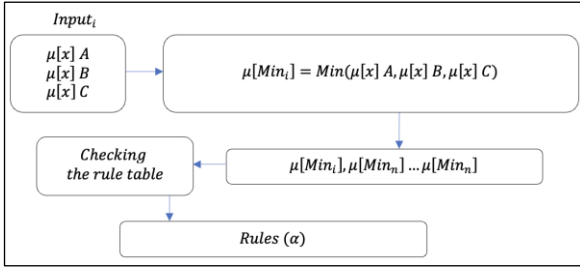 Input_i
μ[x] A
μ[x] B
μ[x] C
μ[Min_i] = Min(μ[x] A, μ[x] B, μ[x] C)
μ[Min_i], μ[Min_n] … μ[Min_n]
Checking
the rule table
Rules (α)